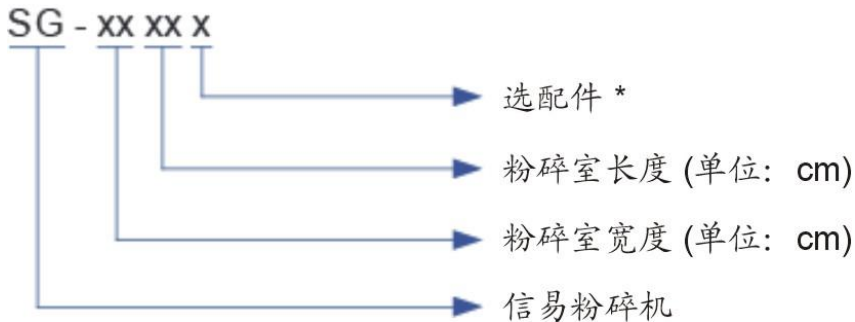 SG - xx xx x
选配件 *
粉碎室长度 (单位: cm)
粉碎室宽度 (单位: cm)
信易粉碎机